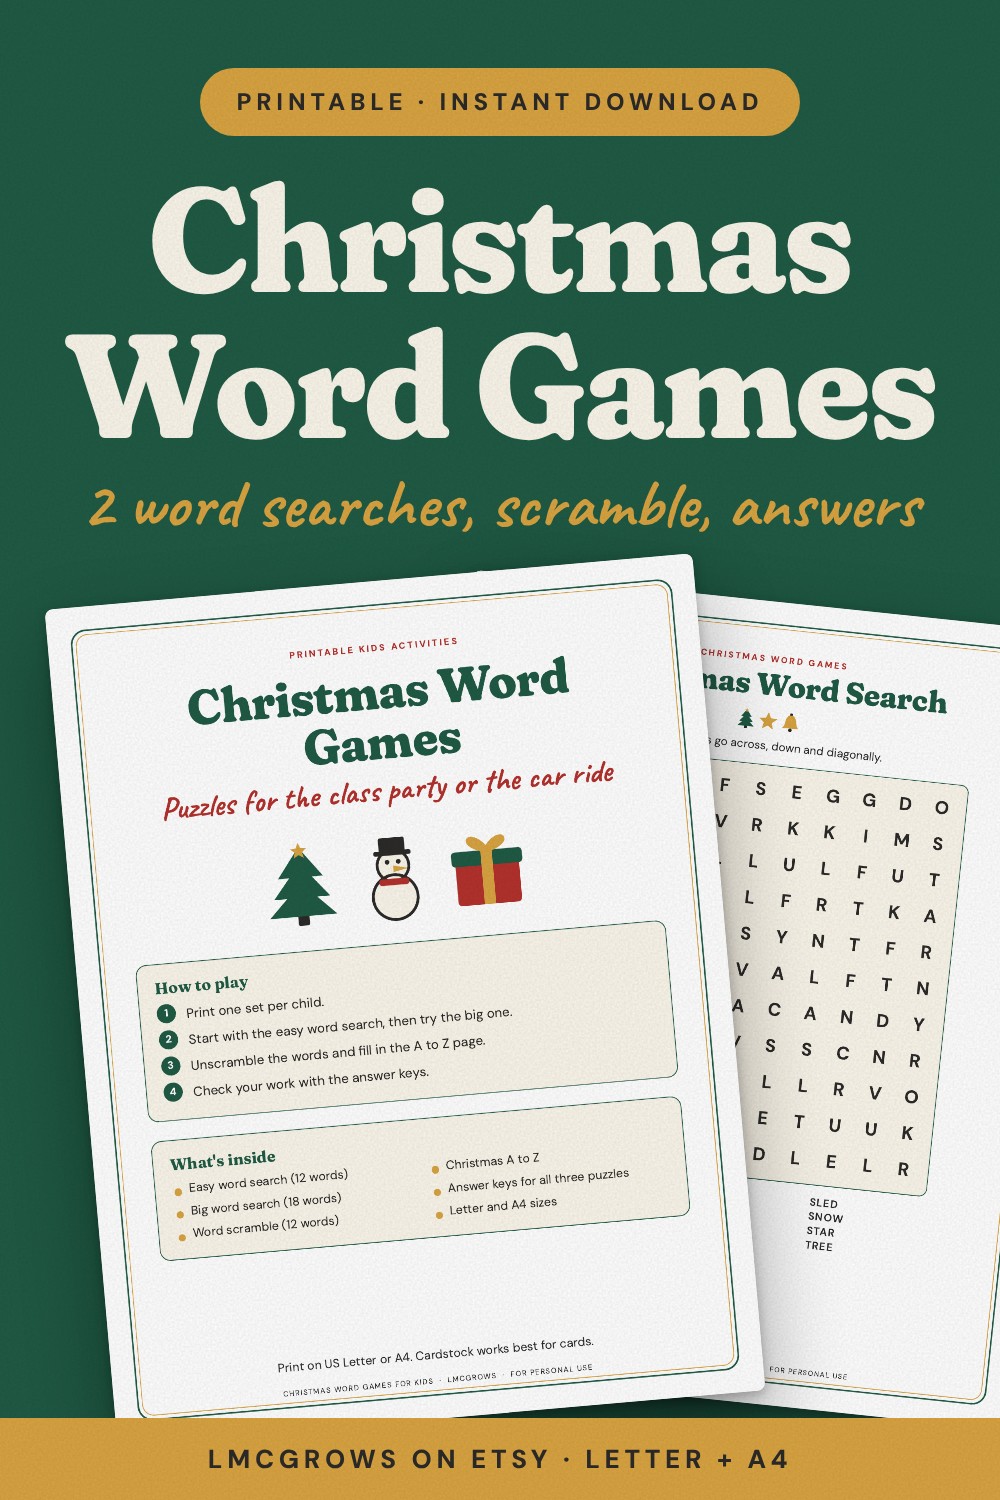 PRINTABLE · INSTANT DOWNLOAD
Christmas
Word Games
2 word searches, scramble, answers
PRINTABLE KIDS ACTIVITIES
Christmas Word
Games
Puzzles for the class party or the car ride
How to play
1 Print one set per child.
2 Start with the easy word search, then try the big one.
3 Unscramble the words and fill in the A to Z page.
4 Check your work with the answer keys.
What's inside
Easy word search (12 words)
Big word search (18 words)
Word scramble (12 words)
Christmas A to Z
Answer keys for all three puzzles
Letter and A4 sizes
Print on US Letter or A4. Cardstock works best for cards.
CHRISTMAS WORD GAMES FOR KIDS · LMCGROWS · FOR PERSONAL USE
CHRISTMAS WORD GAMES
Word Search
go across, down and diagonally.
F S E G G D O
V R K K I M S
L U L F U T
L F R T K A
S Y N T F R
V A L F T N
A C A N D Y
S S C N R
L L R V O
E T U U K
D L E L R
SLED
SNOW
STAR
TREE
FOR PERSONAL USE
LMCGROWS ON ETSY · LETTER + A4